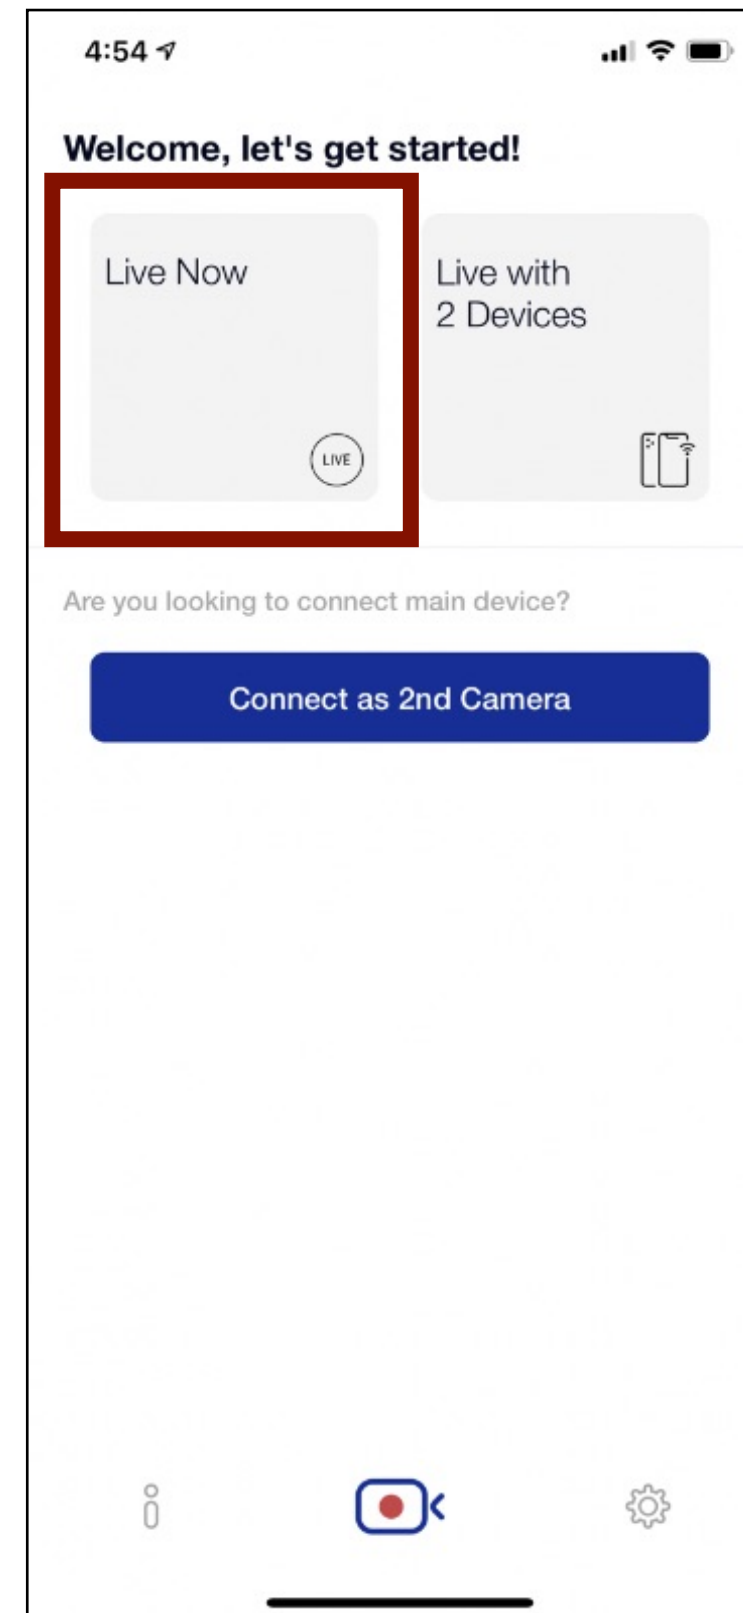 4:54
Welcome, let's get started!
Live Now
LIVE
Live with
2 Devices
Are you looking to connect main device?
Connect as 2nd Camera